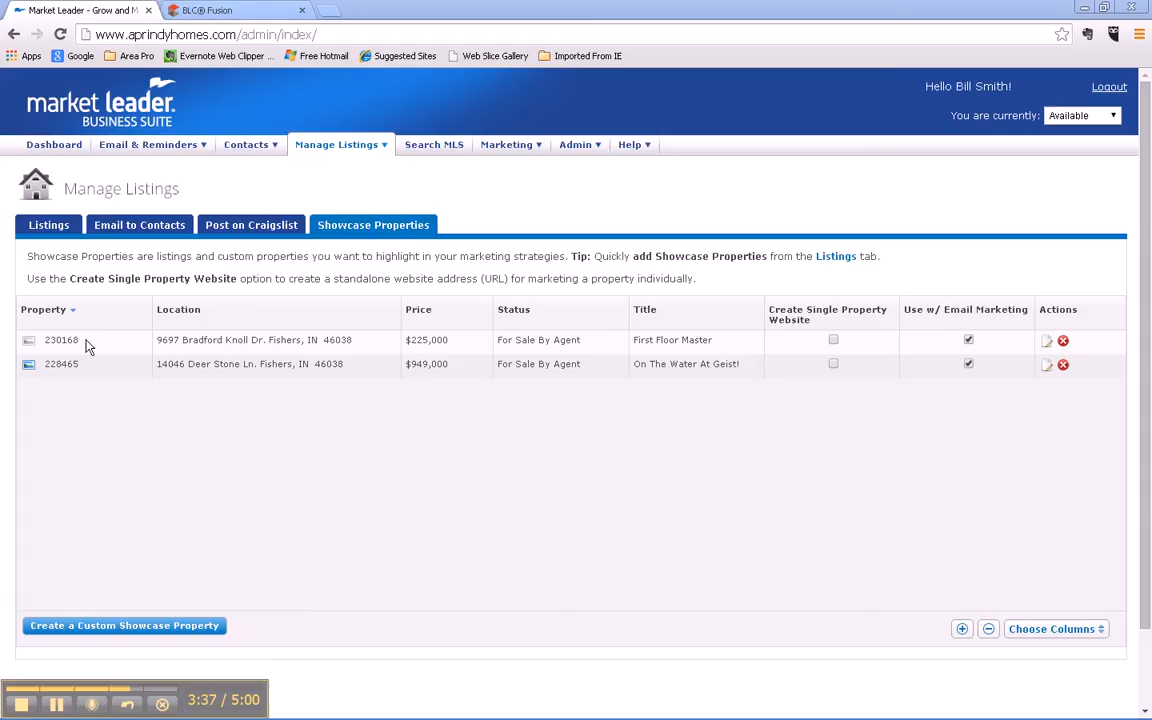 Market Leader - Grow and M
BLC® Fusion
www.aprindyhomes.com/admin/index/
Apps
Google
Area Pro
Evernote Web Clipper ...
Free Hotmail
Suggested Sites
Web Slice Gallery
Imported From IE
market leader.
BUSINESS SUITE
Hello Bill Smith!
Logout
You are currently: Available
Dashboard Email & Reminders Contacts Manage Listings Search MLS Marketing Admin Help
Manage Listings
Listings Email to Contacts Post on Craigslist Showcase Properties
Showcase Properties are listings and custom properties you want to highlight in your marketing strategies. Tip: Quickly add Showcase Properties from the Listings tab.
Use the Create Single Property Website option to create a standalone website address (URL) for marketing a property individually.
Property Location Price Status Title Create Single Property Website Use w/ Email Marketing Actions
230168 9697 Bradford Knoll Dr. Fishers, IN 46038 $225,000 For Sale By Agent First Floor Master
228465 14046 Deer Stone Ln. Fishers, IN 46038 $949,000 For Sale By Agent On The Water At Geist!
Create a Custom Showcase Property
Choose Columns
3:37 / 5:00